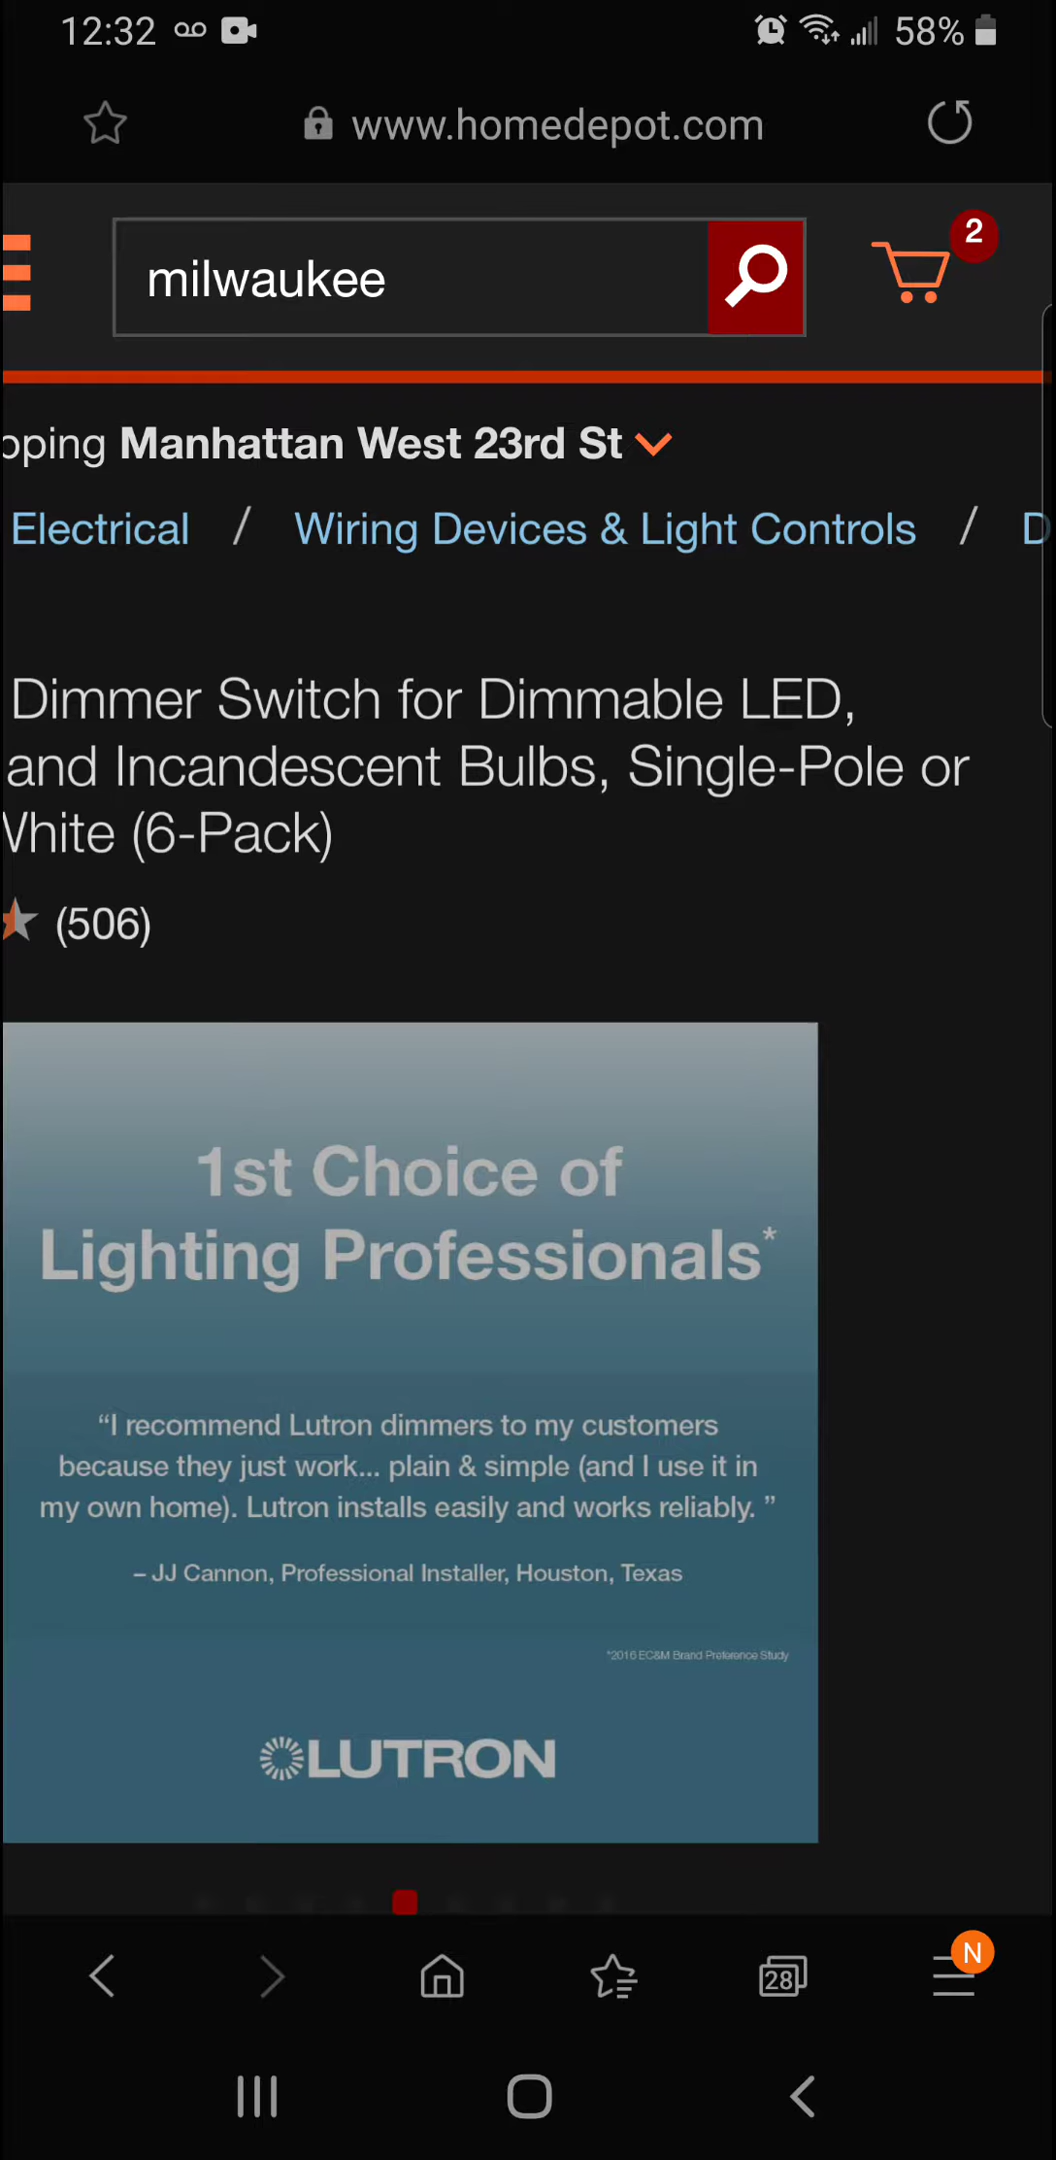 12:32 58%
www.homedepot.com
milwaukee
2
pping Manhattan West 23rd St
Electrical / Wiring Devices & Light Controls / D
Dimmer Switch for Dimmable LED,
and Incandescent Bulbs, Single-Pole or
White (6-Pack)
(506)
1st Choice of
Lighting Professionals*
“I recommend Lutron dimmers to my customers
because they just work... plain & simple (and I use it in
my own home). Lutron installs easily and works reliably. ”
– JJ Cannon, Professional Installer, Houston, Texas
*2016 EC&M Brand Preference Study
LUTRON
28
N